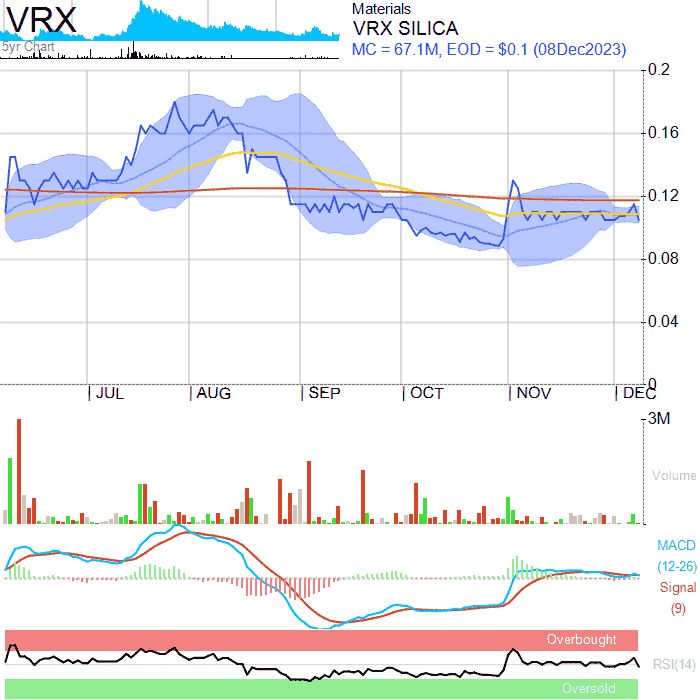 VRX
5yr Chart
Materials
VRX SILICA
MC = 67.1M, EOD = $0.1 (08Dec2023)
0.2
0.16
0.12
0.08
0.04
0
JUL AUG SEP OCT NOV DEC
3M
Volume
MACD
(12-26)
Signal
(9)
Overbought
RSI(14)
Oversold